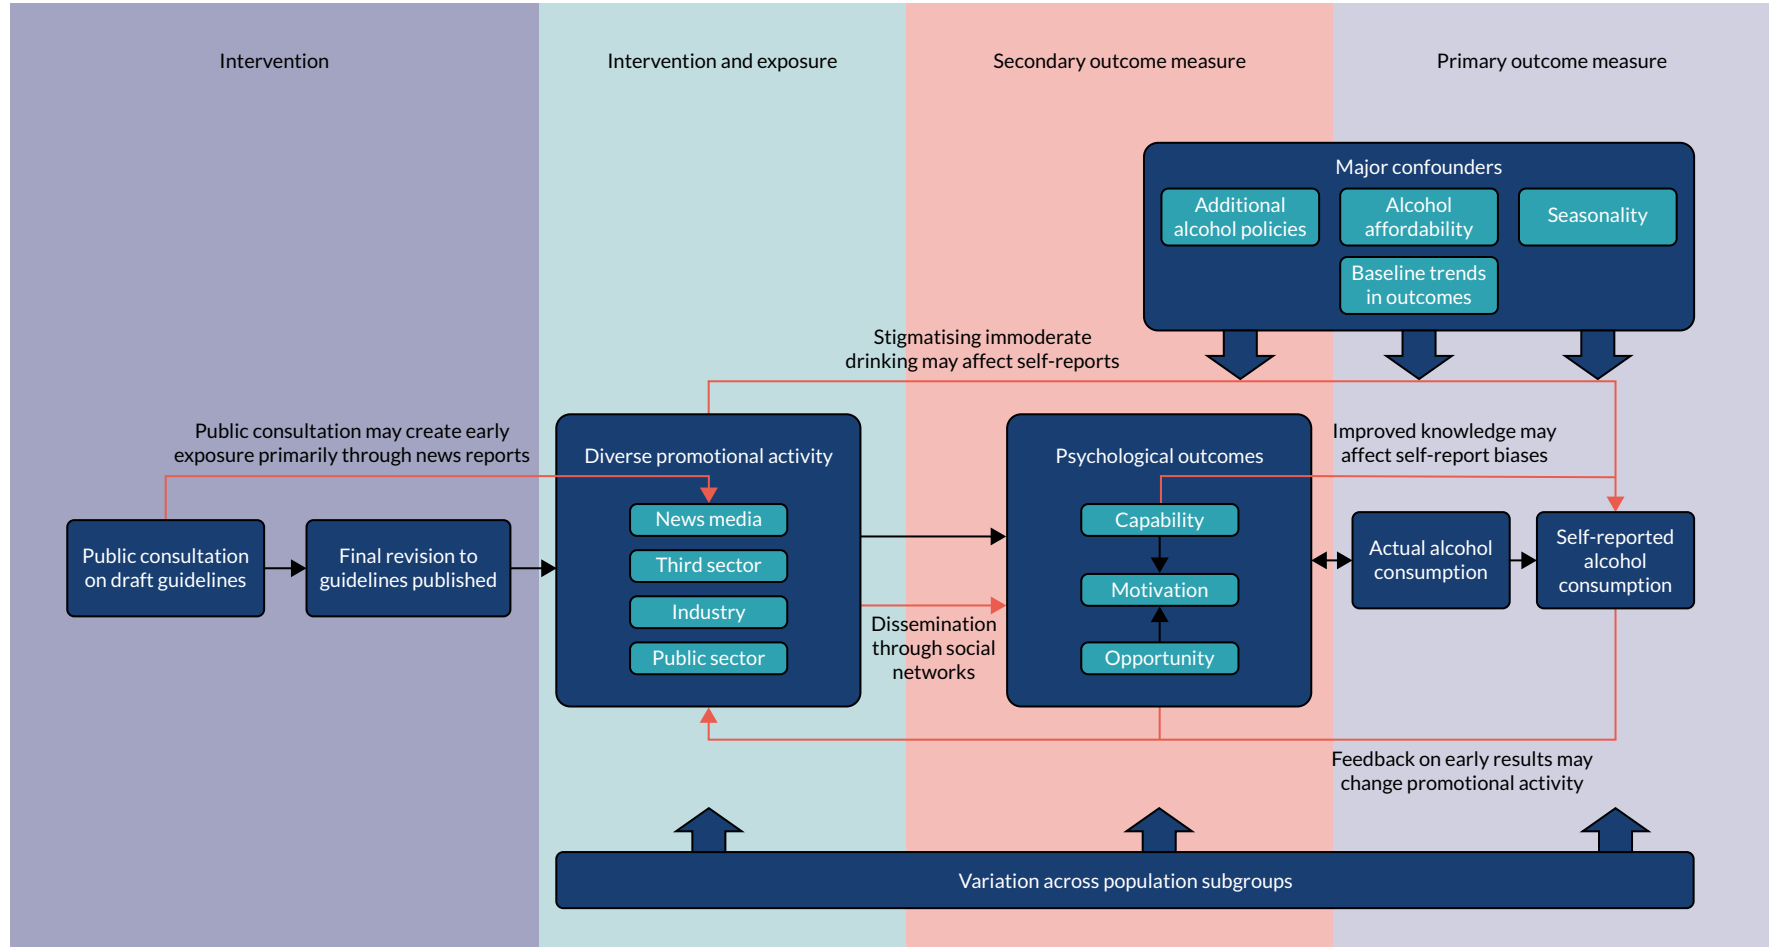 Intervention
Intervention and exposure
Secondary outcome measure
Primary outcome measure
Major confounders
Additional
alcohol policies
Alcohol
affordability
Seasonality
Baseline trends
in outcomes
Stigmatising immoderate
drinking may affect self-reports
Public consultation may create early
exposure primarily through news reports
Diverse promotional activity
News media
Third sector
Industry
Public sector
Psychological outcomes
Capability
Motivation
Opportunity
Improved knowledge may
affect self-report biases
Public consultation
on draft guidelines
Final revision to
guidelines published
Actual alcohol
consumption
Self-reported
alcohol
consumption
Dissemination
through social
networks
Feedback on early results may
change promotional activity
Variation across population subgroups